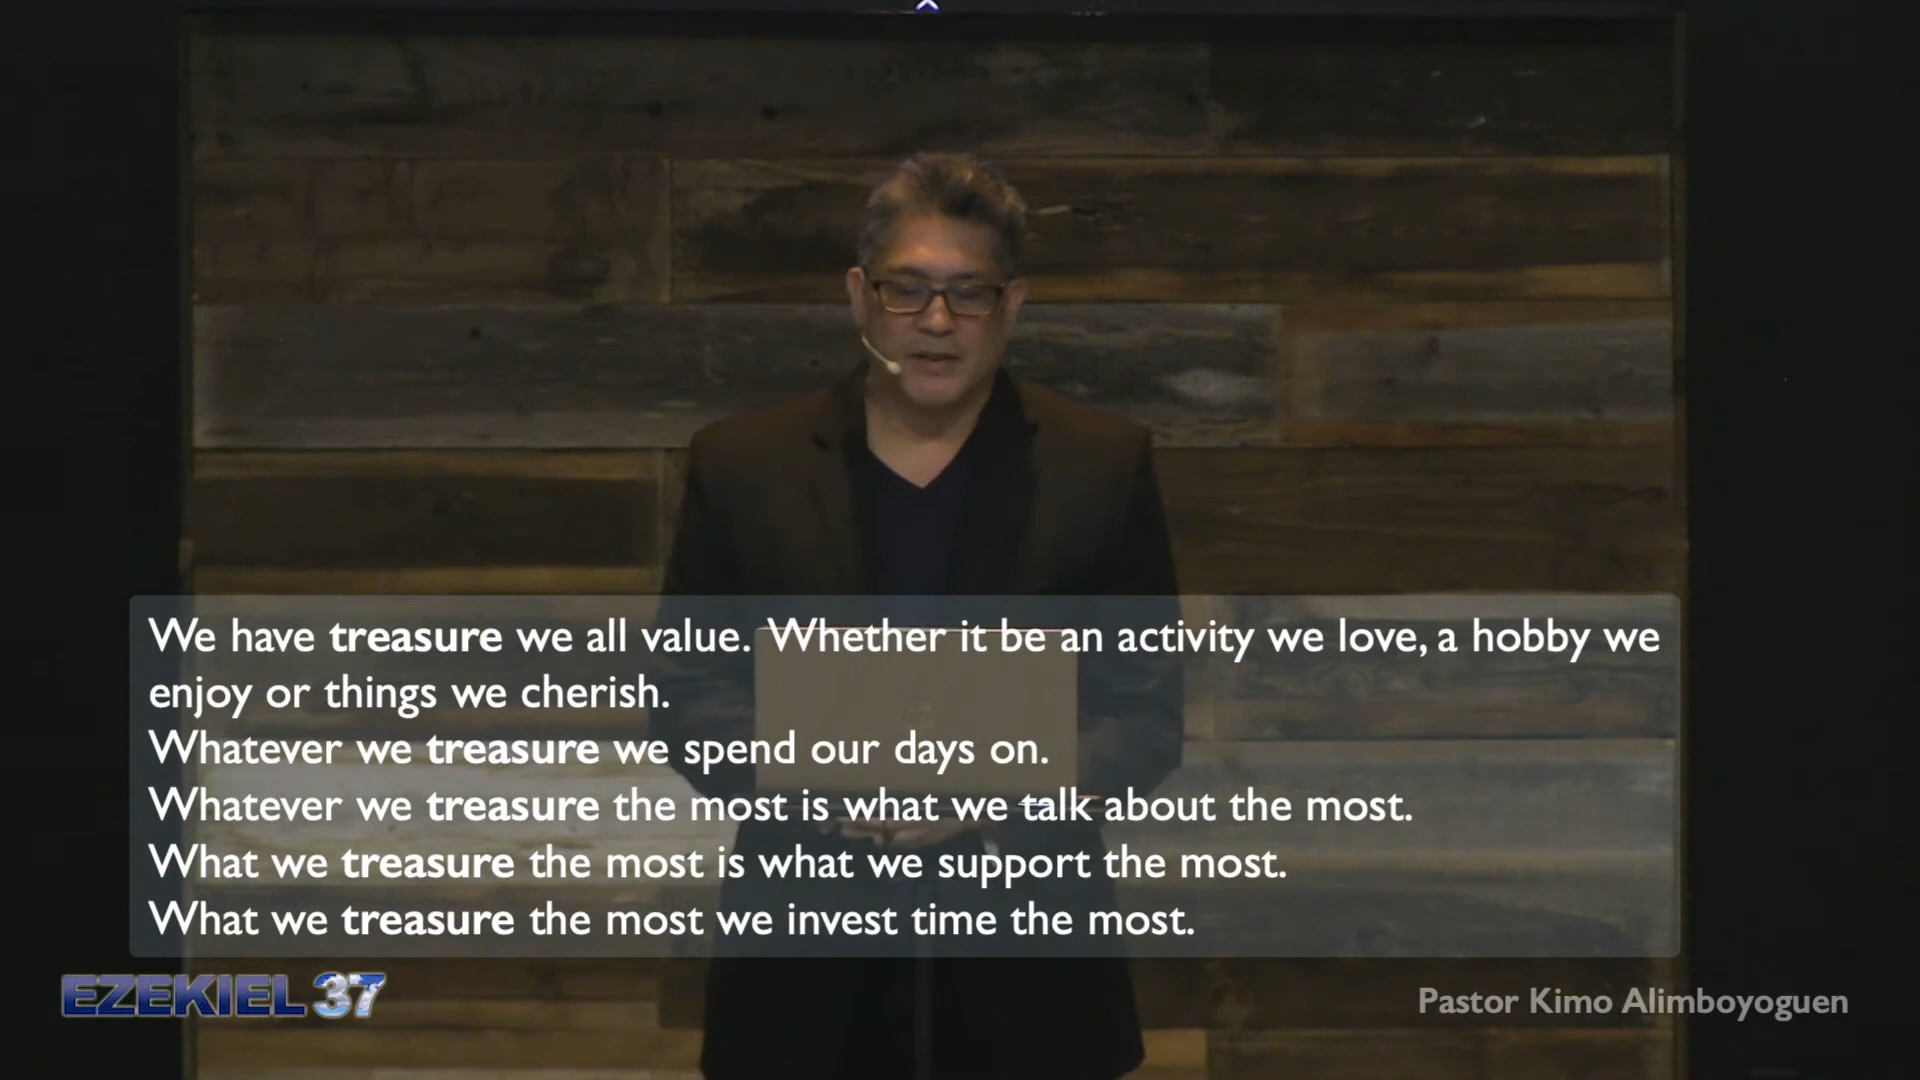 We have treasure we all value. Whether it be an activity we love, a hobby we
enjoy or things we cherish.
Whatever we treasure we spend our days on.
Whatever we treasure the most is what we talk about the most.
What we treasure the most is what we support the most.
What we treasure the most we invest time the most.
EZEKIEL 37
Pastor Kimo Alimboyoguen